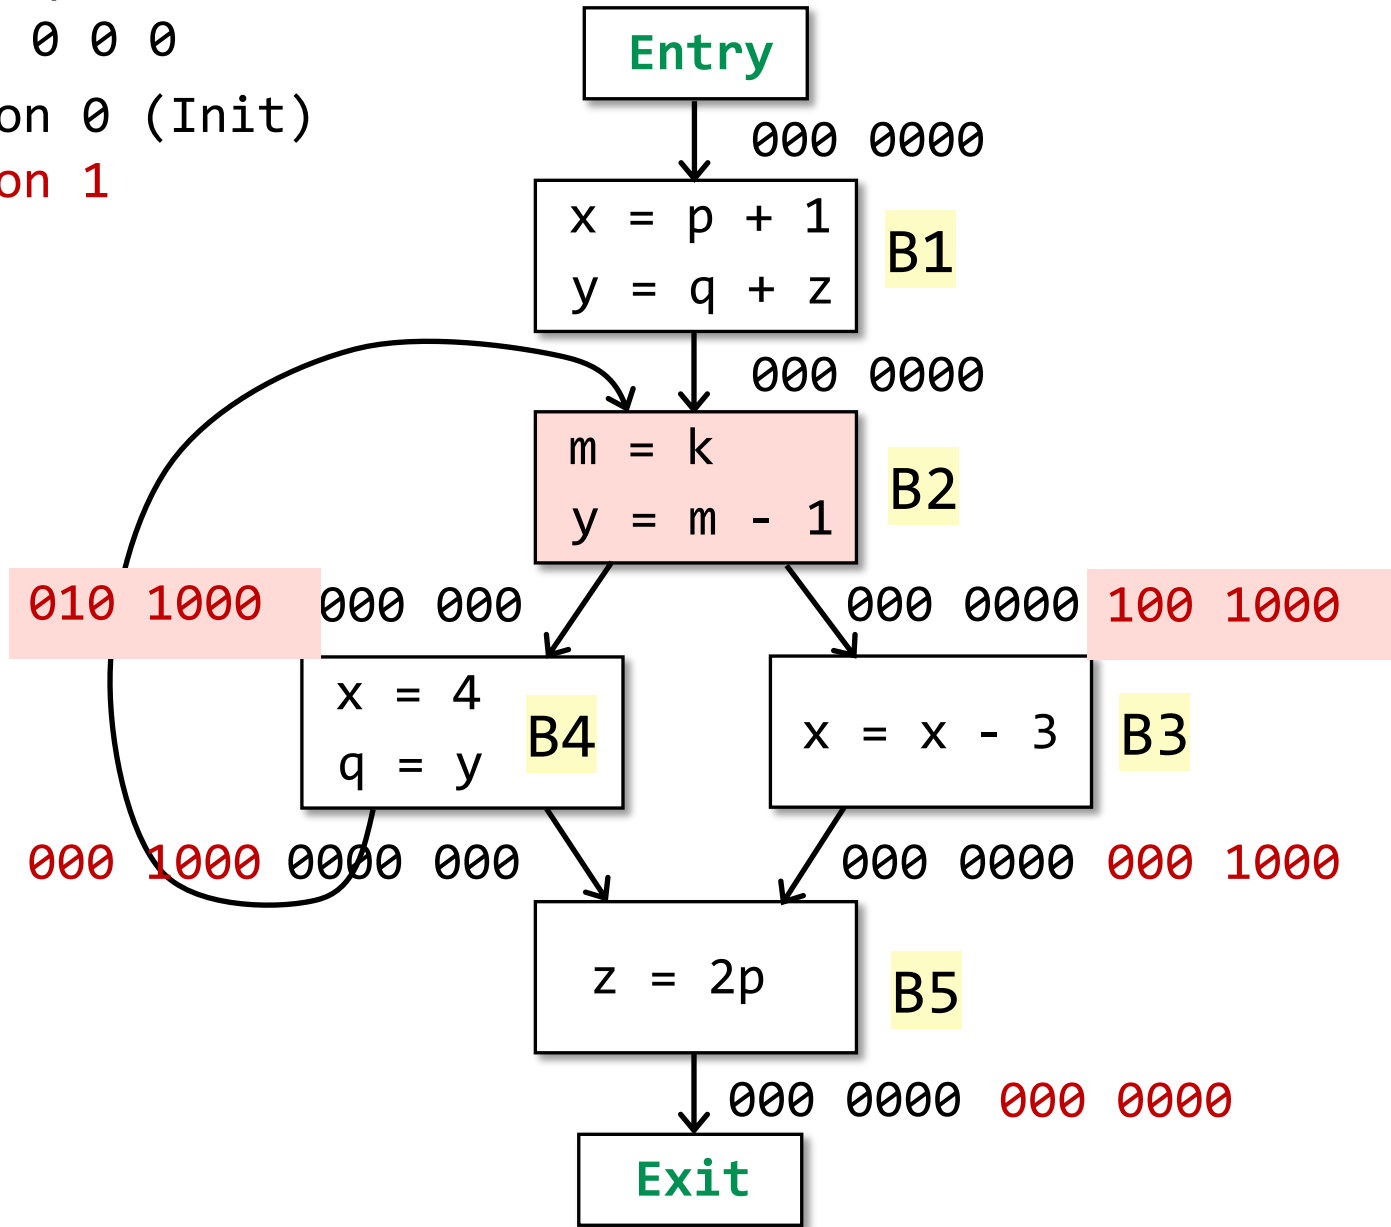 0 0 0
on 0 (Init)
on 1
Entry
000 0000
x = p + 1
y = q + z
B1
000 0000
m = k
y = m - 1
B2
010 1000 000 000
000 0000 100 1000
x = 4
q = y
B4
x = x - 3
B3
000 1000 0000 000
000 0000 000 1000
z = 2p
B5
000 0000 000 0000
Exit